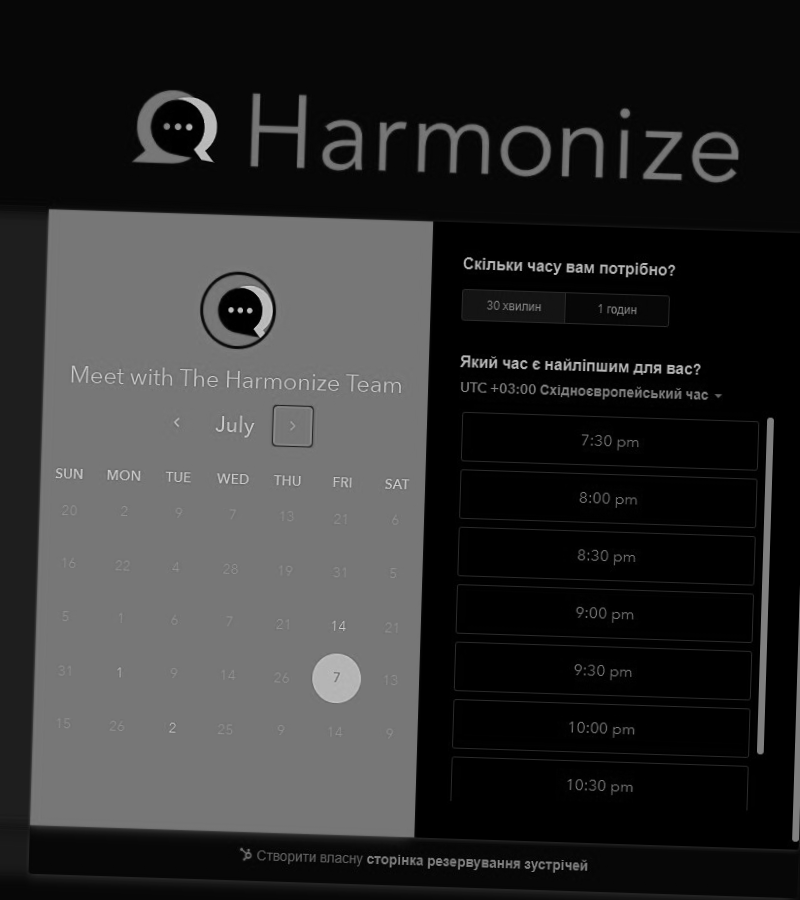 Harmonize
Meet with The Harmonize Team
July
SUN MON TUE WED THU FRI SAT
20 2 9 7 13 21 6
16 22 4 28 19 31 5
5 1 6 7 21 14 21
31 1 9 14 26 7 13
15 26 2 25 9 14 9
Скільки часу вам потрібно?
30 хвилин 1 годин
Який час є найліпшим для вас?
UTC +03:00 Східноєвропейський час
7:30 pm
8:00 pm
8:30 pm
9:00 pm
9:30 pm
10:00 pm
10:30 pm
Створити власну сторінка резервування зустрічей